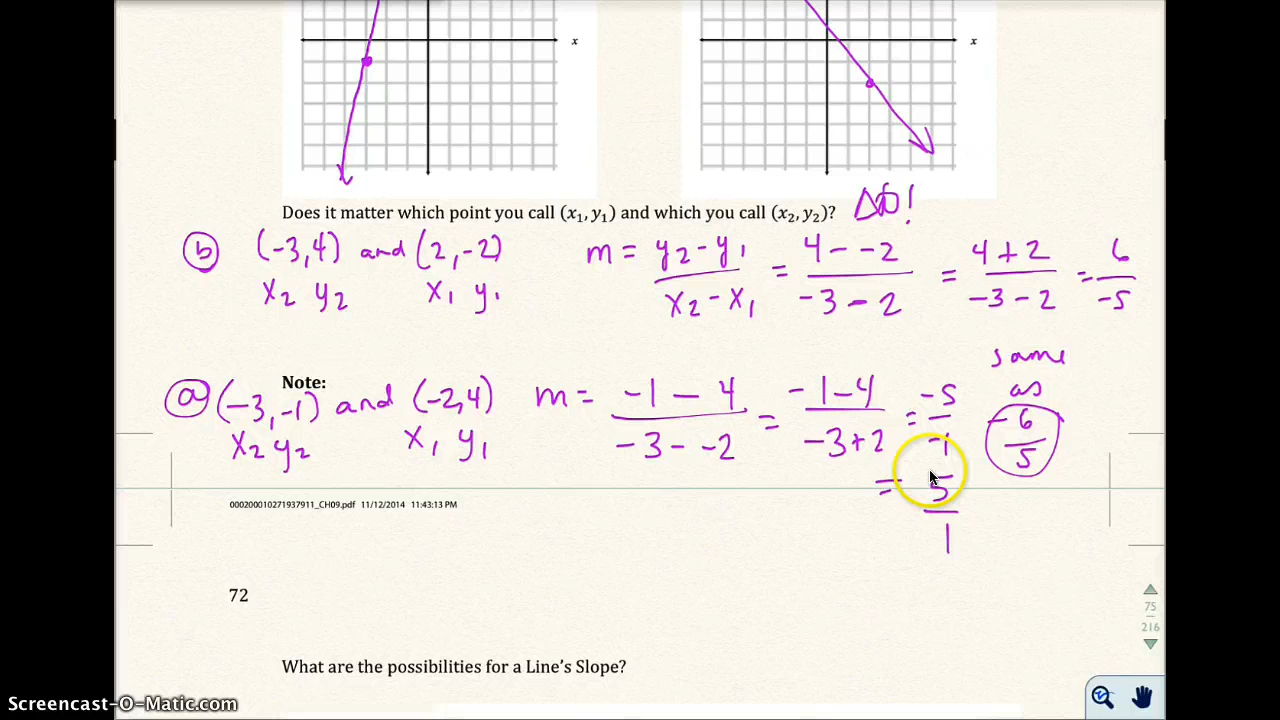 x x
Does it matter which point you call (x₁, y₁) and which you call (x₂, y₂)? No!
b (-3,4) and (2,-2) m = y₂-y₁ / x₂-x₁ = 4--2 / -3-2 = 4+2 / -3-2 = 6 / -5
x₂ y₂ x₁ y₁
same
as
-6/5
Note:
a (-3,-1) and (-2,4) m = -1-4 / -3--2 = -1-4 / -3+2 = -5 / -1
x₂ y₂ x₁ y₁
= 5 / 1
000200010271937911_CH09.pdf 11/12/2014 11:43:13 PM
72
75
216
What are the possibilities for a Line's Slope?
Screencast-O-Matic.com